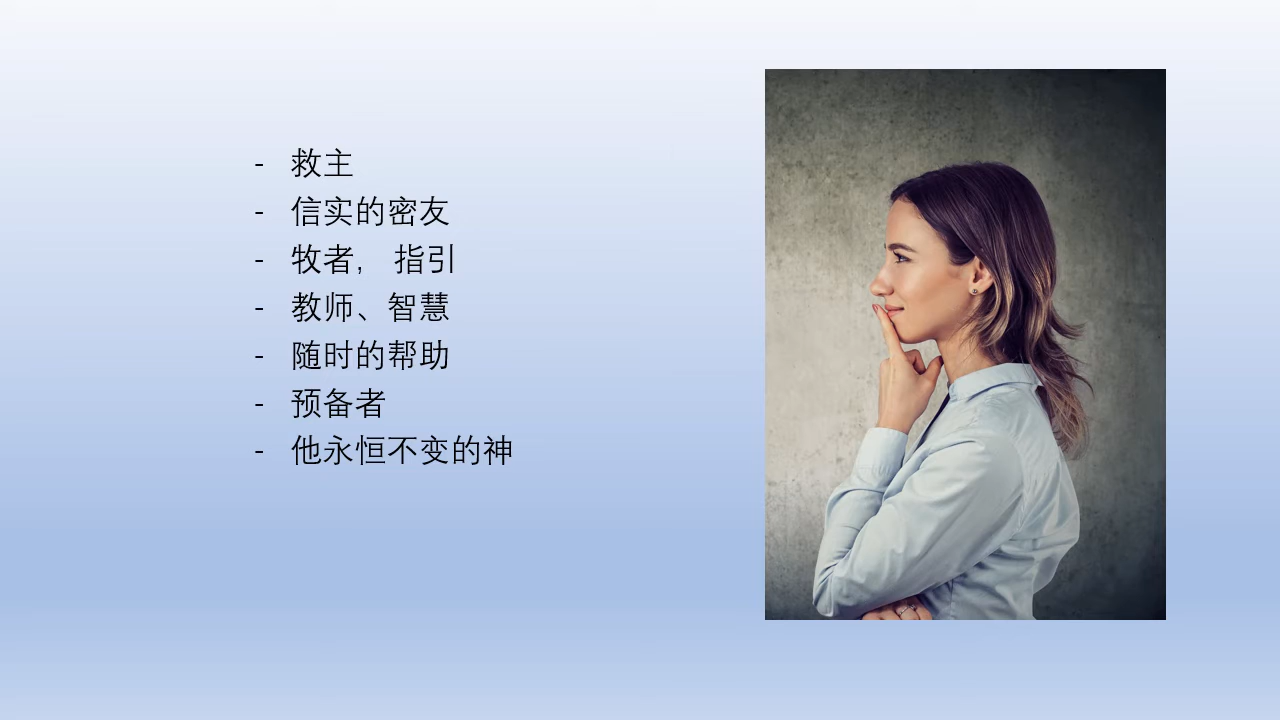 - 救主
- 信实的密友
- 牧者， 指引
- 教师、智慧
- 随时的帮助
- 预备者
- 他永恒不变的神